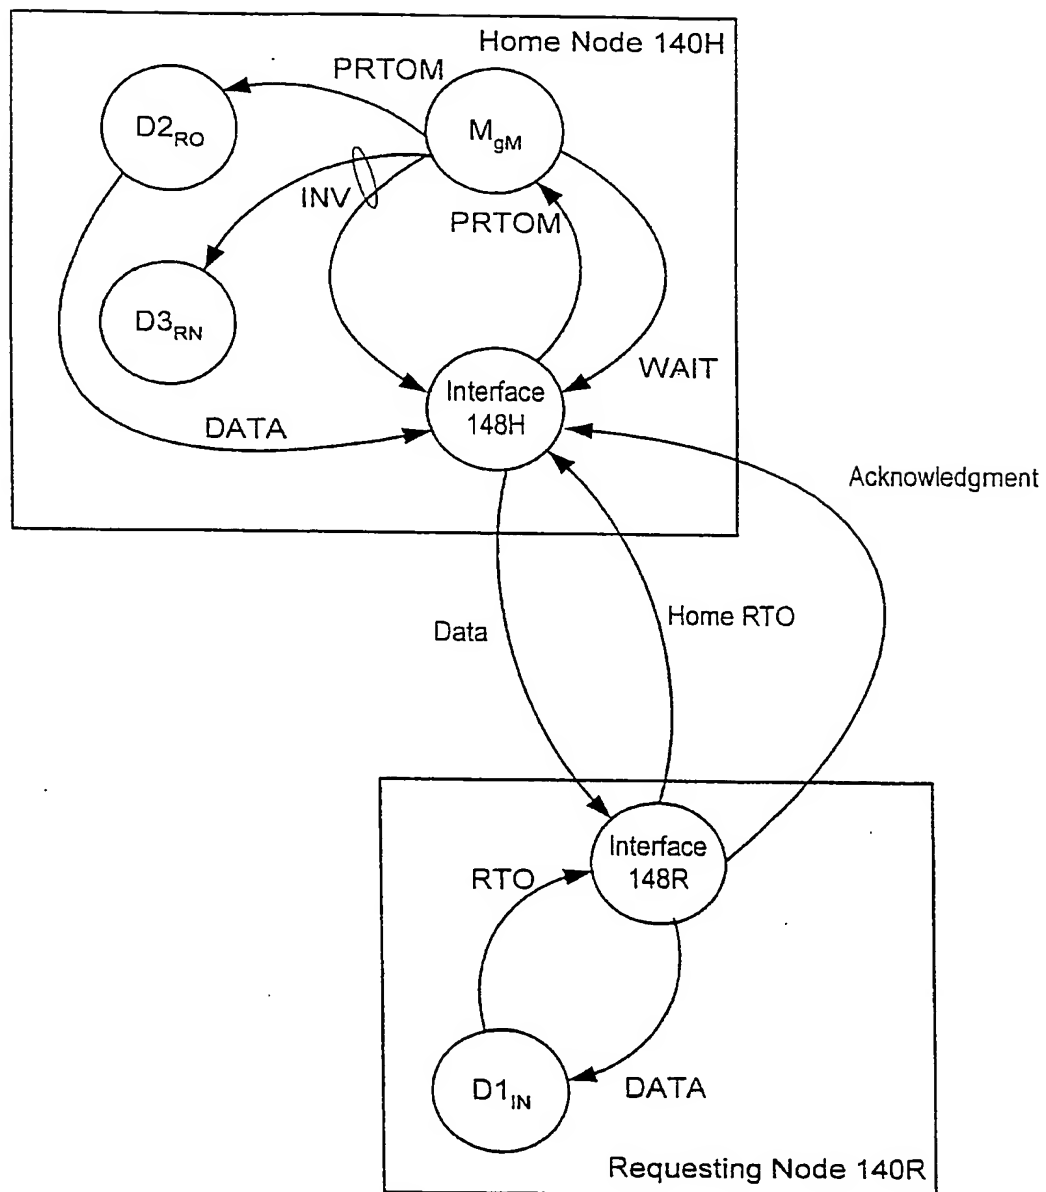 Home Node 140H
PRTOM
D2RO
MgM
INV
PRTOM
D3RN
WAIT
Interface
148H
DATA
Acknowledgment
Data
Home RTO
Interface
148R
RTO
D1IN
DATA
Requesting Node 140R